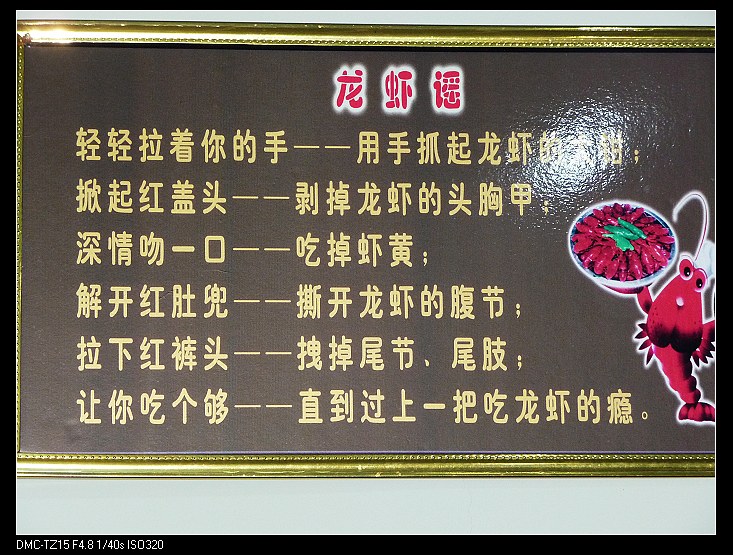 龙虾谣
轻轻拉着你的手——用手抓起龙虾的大钳；
掀起红盖头——剥掉龙虾的头胸甲；
深情吻一口——吃掉虾黄；
解开红肚兜——撕开龙虾的腹节；
拉下红裤头——拽掉尾节、尾肢；
让你吃个够——直到过上一把吃龙虾的瘾。
DMC-TZ15 F4.8 1/40s ISO320